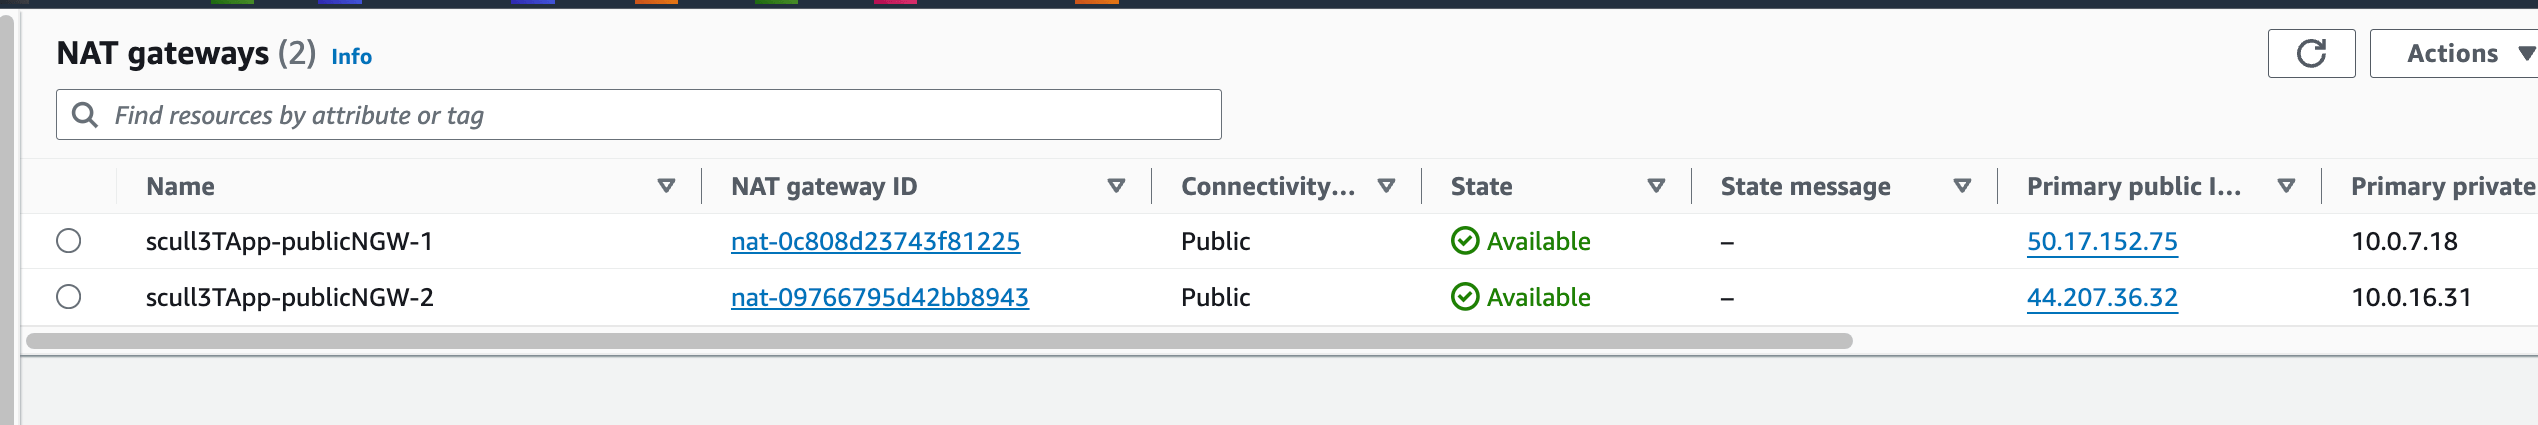 NAT gateways (2) Info
Actions
Find resources by attribute or tag
Name NAT gateway ID Connectivity... State State message Primary public I... Primary private
scull3TApp-publicNGW-1 nat-0c808d23743f81225 Public Available – 50.17.152.75 10.0.7.18
scull3TApp-publicNGW-2 nat-09766795d42bb8943 Public Available – 44.207.36.32 10.0.16.31